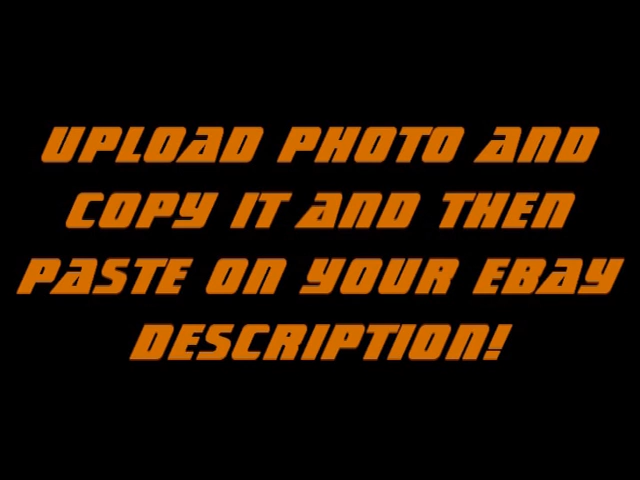 UPLOAD PHOTO AND
COPY IT AND THEN
PASTE ON YOUR EBAY
DESCRIPTION!